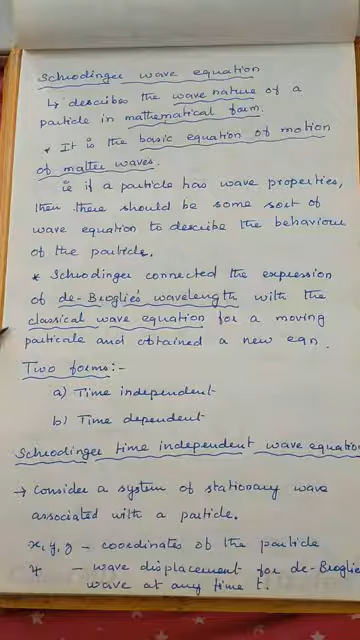 Schrodinger wave equation
↳ describes the wave nature of a
particle in mathematical form.
* It is the basic equation of motion
of matter waves.
ie if a particle has wave properties,
then there should be some sort of
wave equation to describe the behaviour
of the particle.
* Schrodinger connected the expression
of de-Broglie's wavelength with the
classical wave equation for a moving
particle and obtained a new eqn.
Two forms:-
a) Time independent
b) Time dependent
Schrodinger time independent wave equation
→ Consider a system of stationary wave
associated with a particle.
x, y, z - coordinates of the particle
ψ - wave displacement for de-Broglie
wave at any time t.